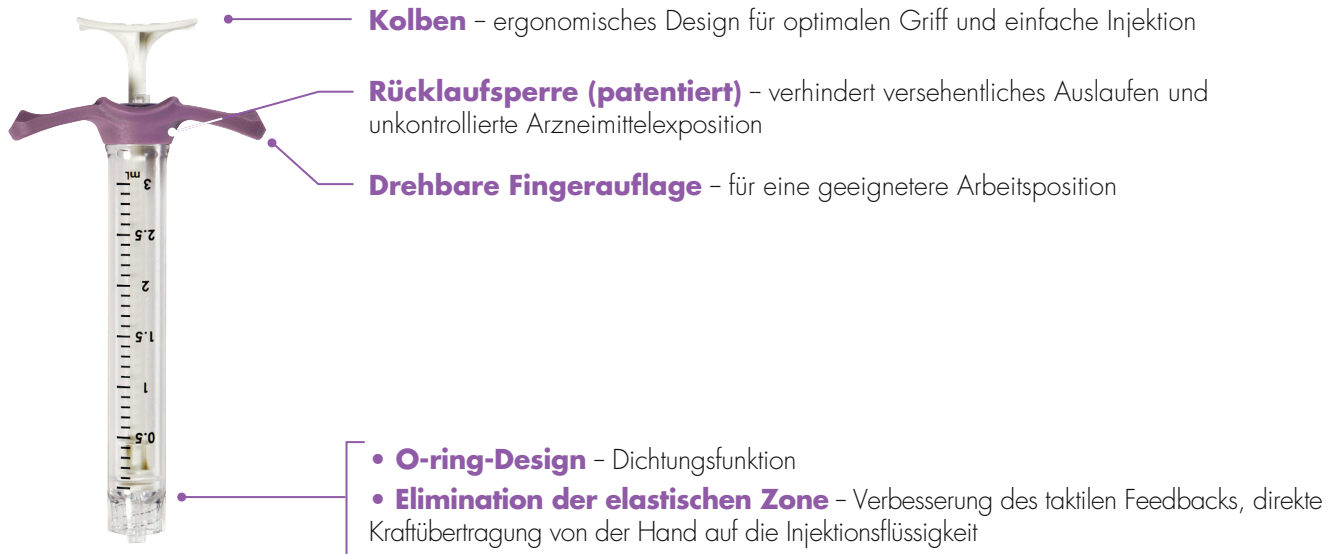 Kolben – ergonomisches Design für optimalen Griff und einfache Injektion
Rücklaufsperre (patentiert) – verhindert versehentliches Auslaufen und
unkontrollierte Arzneimittelexposition
Drehbare Fingerauflage – für eine geeignetere Arbeitsposition
mL
3
2.5
2
1.5
1
0.5
• O-ring-Design – Dichtungsfunktion
• Elimination der elastischen Zone – Verbesserung des taktilen Feedbacks, direkte
Kraftübertragung von der Hand auf die Injektionsflüssigkeit